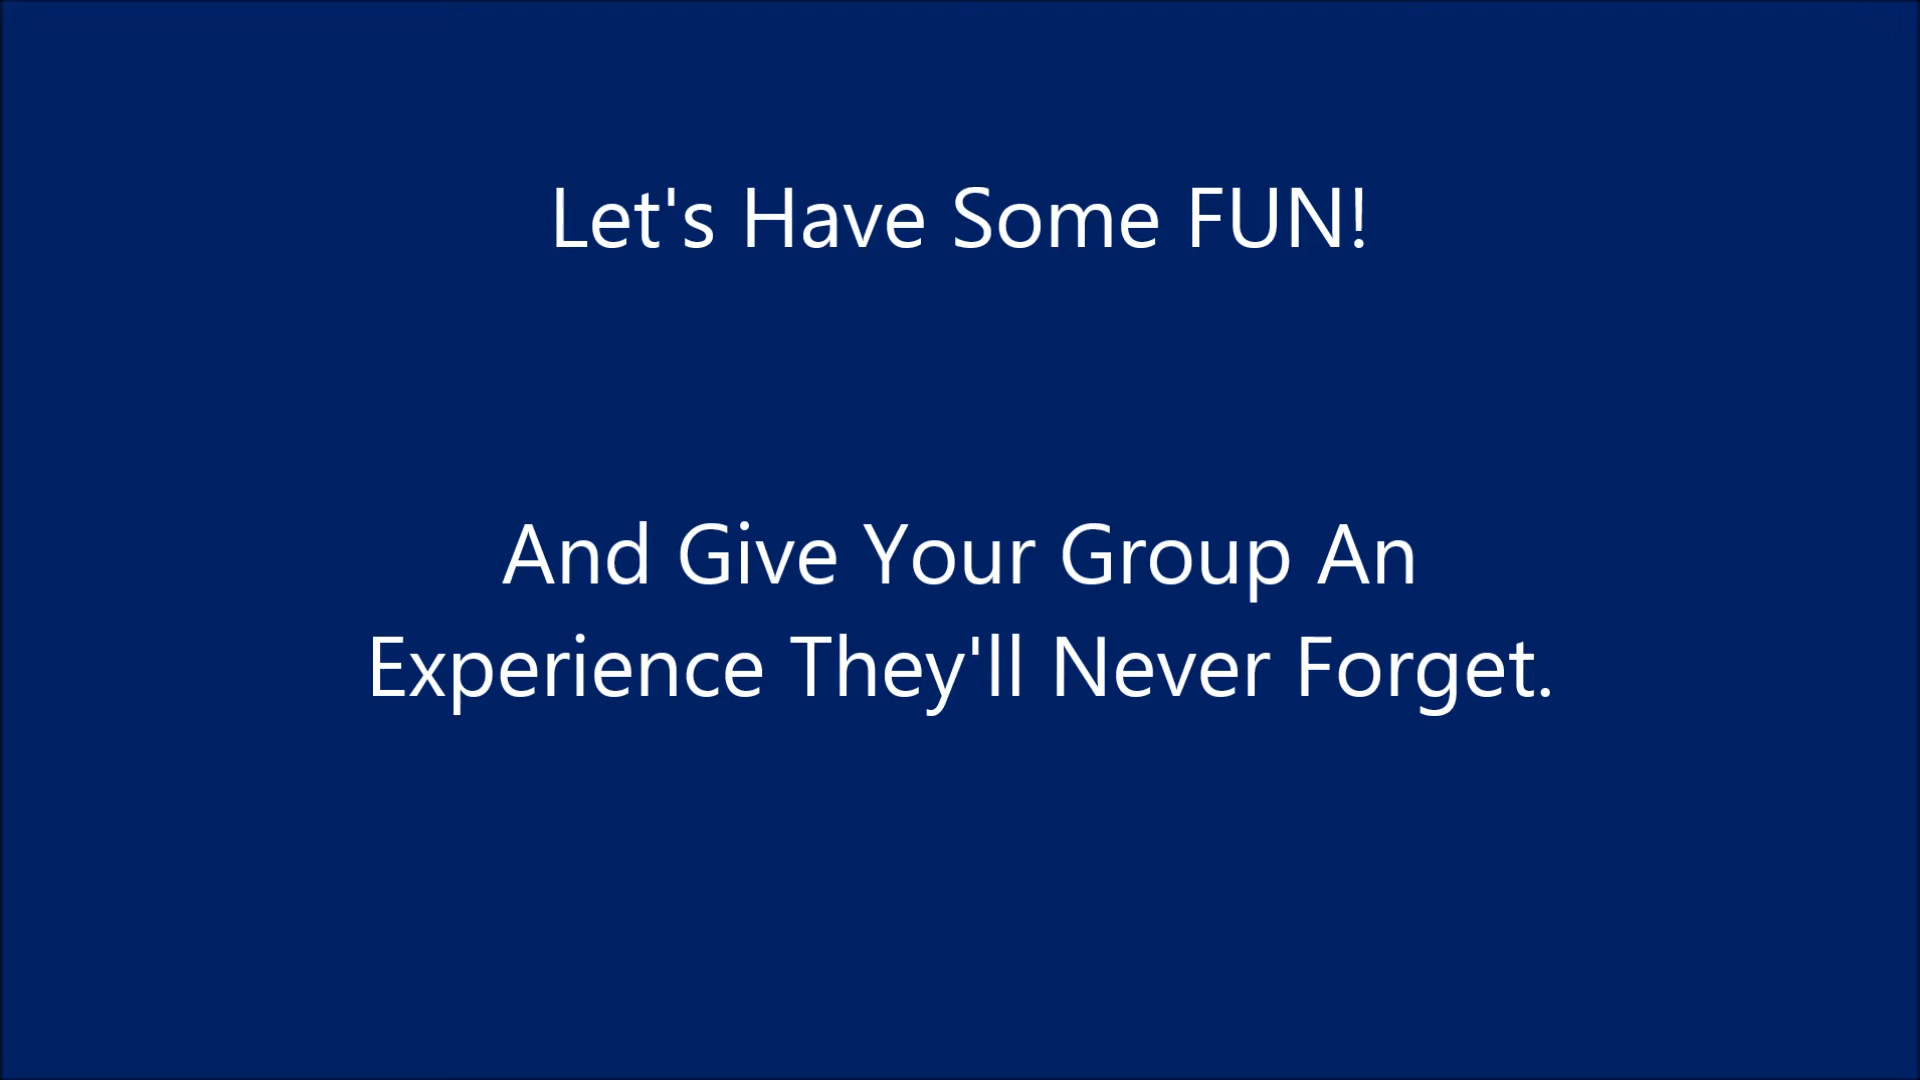 Let's Have Some FUN!
And Give Your Group An
Experience They'll Never Forget.